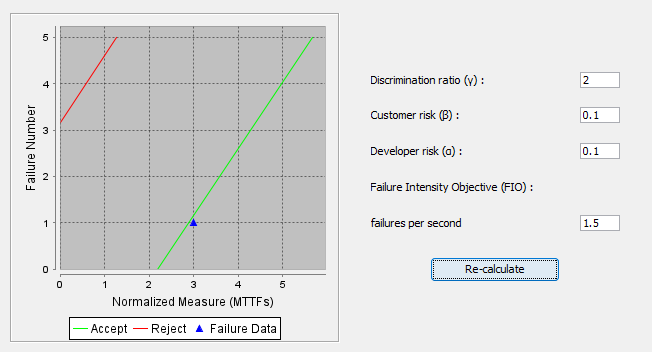 5
4
3
2
1
0
Failure Number
0 1 2 3 4 5
Normalized Measure (MTTFs)
Accept Reject Failure Data
Discrimination ratio (γ) : 2
Customer risk (β) : 0.1
Developer risk (α) : 0.1
Failure Intensity Objective (FIO) :
failures per second 1.5
Re-calculate